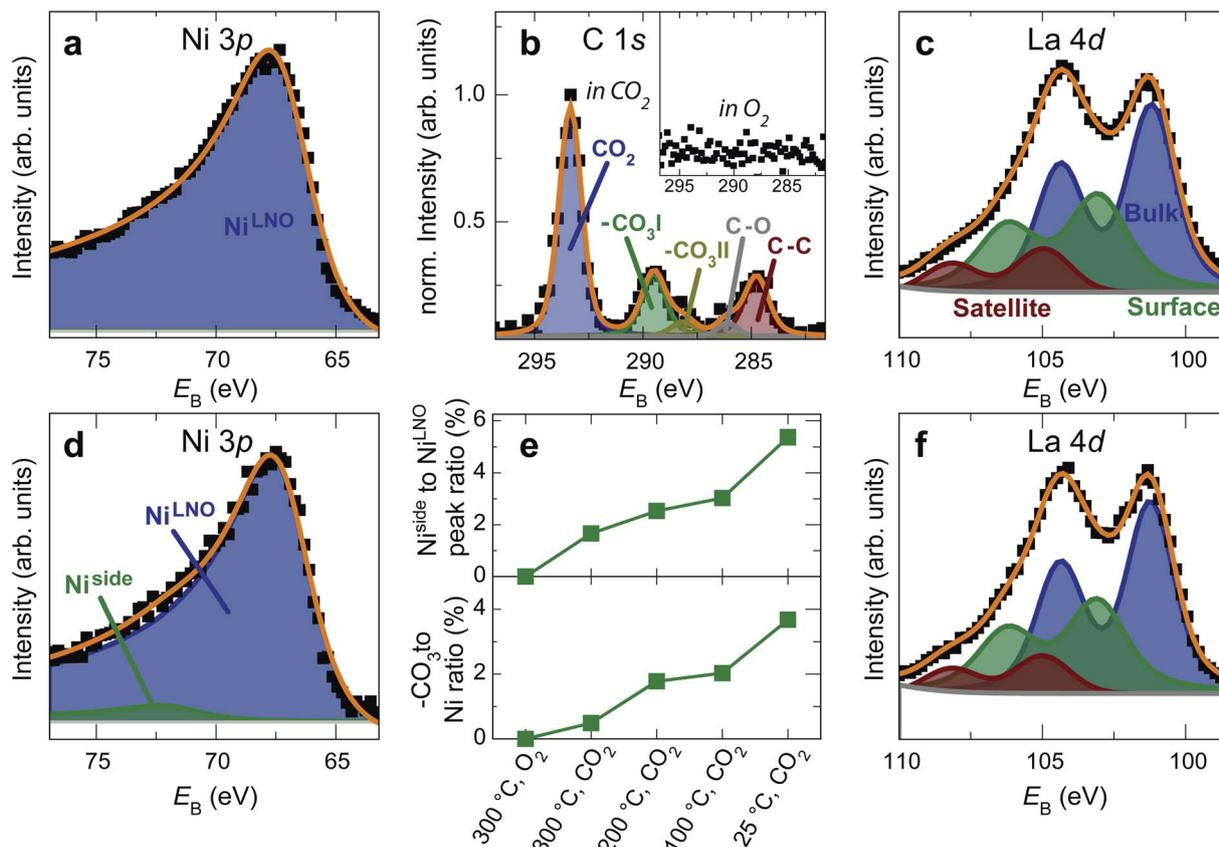 a
Ni 3p
Intensity (arb. units)
Ni^LNO
75 70 65
E_B (eV)
b
C 1s
norm. Intensity (arb. units)
1.0
0.5
in CO2
CO2
-CO3I
-CO3II
C-O
C-C
in O2
295 290 285
295 290 285
E_B (eV)
c
La 4d
Intensity (arb. units)
Bulk
Satellite
Surface
110 105 100
E_B (eV)
d
Ni 3p
Intensity (arb. units)
Ni^LNO
Ni^side
75 70 65
E_B (eV)
e
Ni^side to Ni^LNO
peak ratio (%)
6
4
2
0
-CO3 to
Ni ratio (%)
4
2
0
300 °C, O2
300 °C, CO2
200 °C, CO2
100 °C, CO2
25 °C, CO2
f
La 4d
Intensity (arb. units)
110 105 100
E_B (eV)